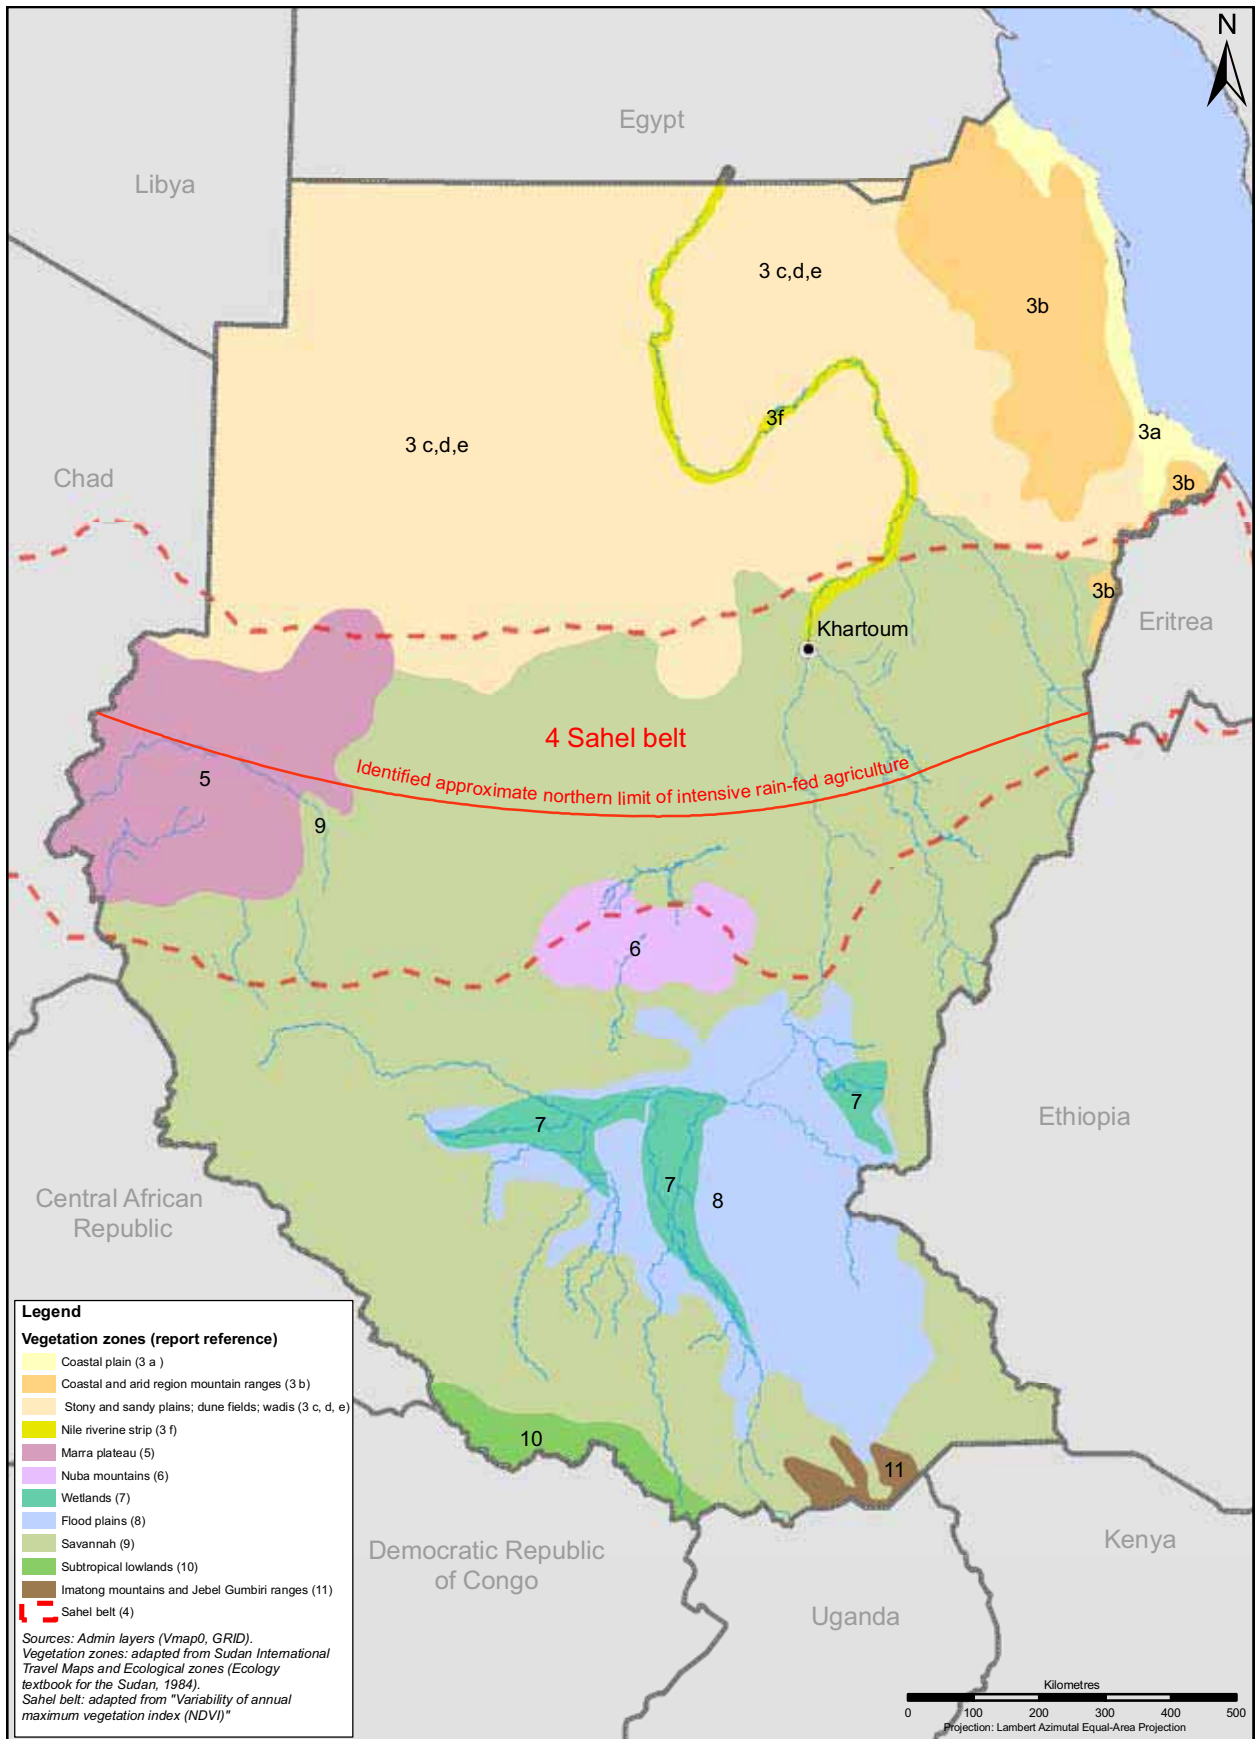 N
Egypt
Libya
3 c,d,e
3b
3f
3a
3 c,d,e
Chad
3b
3b
Eritrea
Khartoum
4 Sahel belt
Identified approximate northern limit of intensive rain-fed agriculture
5
9
6
7
7
Ethiopia
7
8
Central African
Republic
10
11
Democratic Republic
of Congo
Kenya
Uganda
Legend
Vegetation zones (report reference)
Coastal plain (3 a )
Coastal and arid region mountain ranges (3 b)
Stony and sandy plains; dune fields; wadis (3 c, d, e)
Nile riverine strip (3 f)
Marra plateau (5)
Nuba mountains (6)
Wetlands (7)
Flood plains (8)
Savannah (9)
Subtropical lowlands (10)
Imatong mountains and Jebel Gumbiri ranges (11)
Sahel belt (4)
Sources: Admin layers (Vmap0, GRID).
Vegetation zones: adapted from Sudan International
Travel Maps and Ecological zones (Ecology
textbook for the Sudan, 1984).
Sahel belt: adapted from "Variability of annual
maximum vegetation index (NDVI)"
Kilometres
0 100 200 300 400 500
Projection: Lambert Azimutal Equal-Area Projection